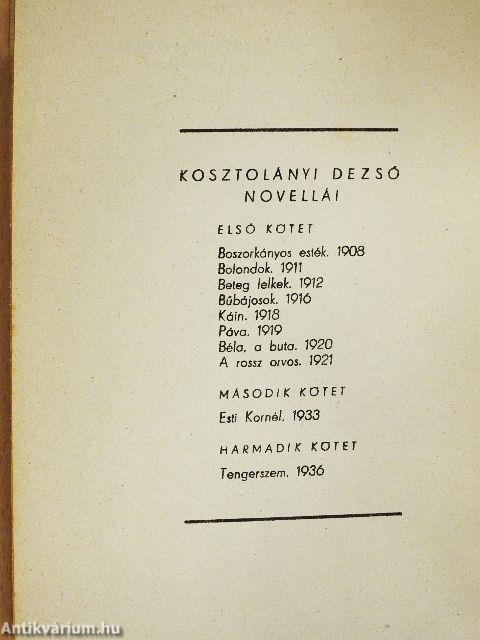 KOSZTOLÁNYI DEZSŐ
NOVELLÁI
ELSŐ KÖTET
Boszorkányos esték. 1908
Bolondok. 1911
Beteg lelkek. 1912
Bűbájosok. 1916
Káin. 1918
Páva. 1919
Béla, a buta. 1920
A rossz orvos. 1921
MÁSODIK KÖTET
Esti Kornél. 1933
HARMADIK KÖTET
Tengerszem. 1936
Antikvárium.hu